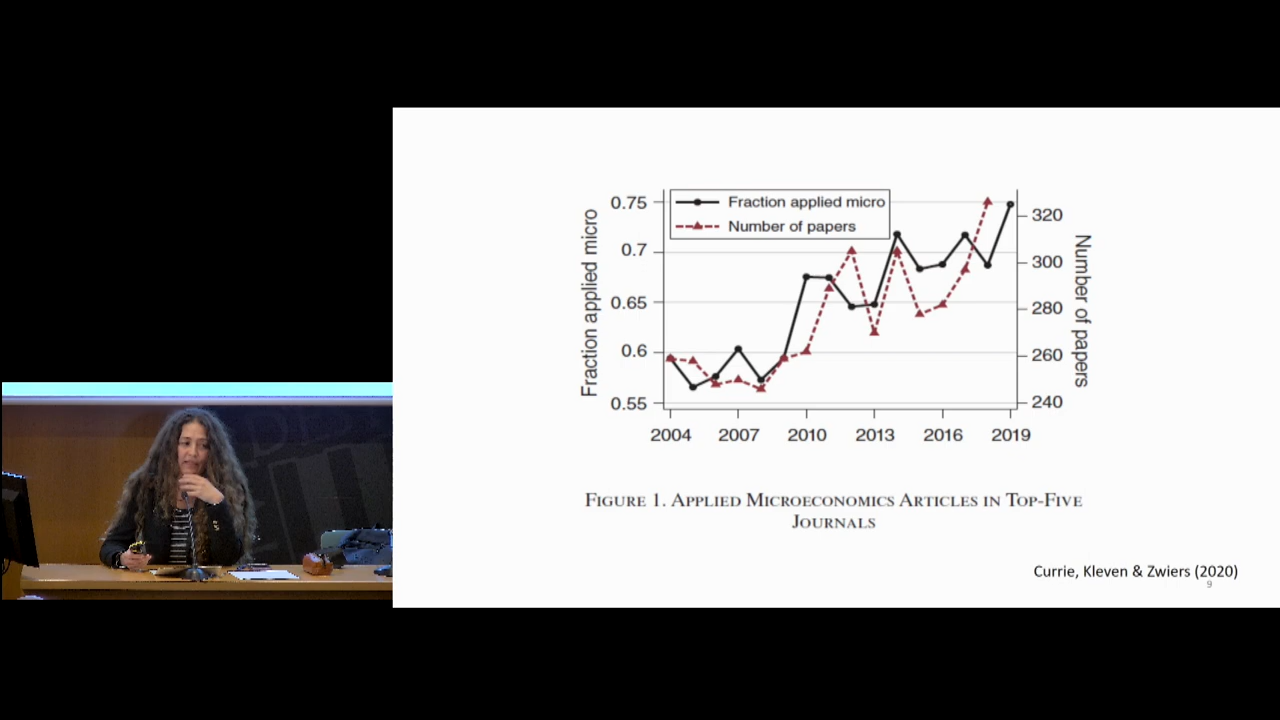 Fraction applied micro
Number of papers
0.75
0.7
0.65
0.6
0.55
Fraction applied micro
320
300
280
260
240
Number of papers
2004 2007 2010 2013 2016 2019
FIGURE 1. APPLIED MICROECONOMICS ARTICLES IN TOP-FIVE
JOURNALS
Currie, Kleven & Zwiers (2020)
9